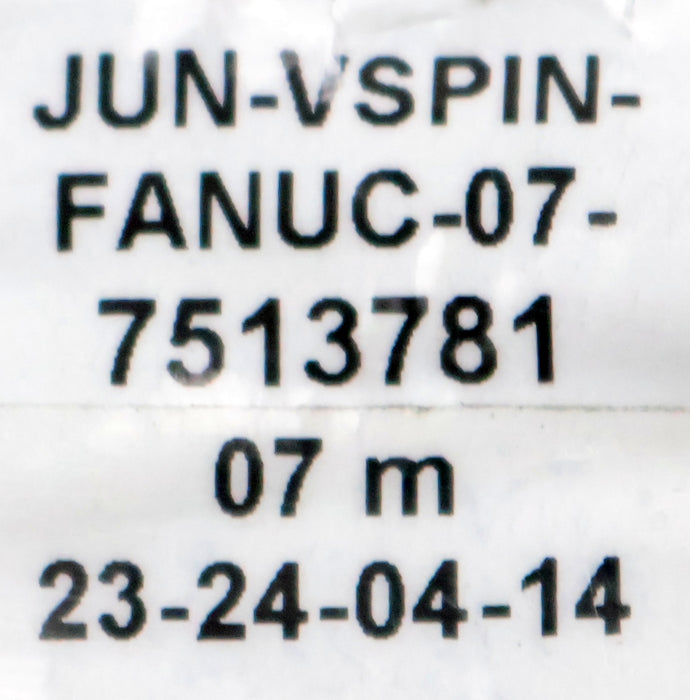 JUN-VSPIN-
FANUC-07-
7513781
07 m
23-24-04-14